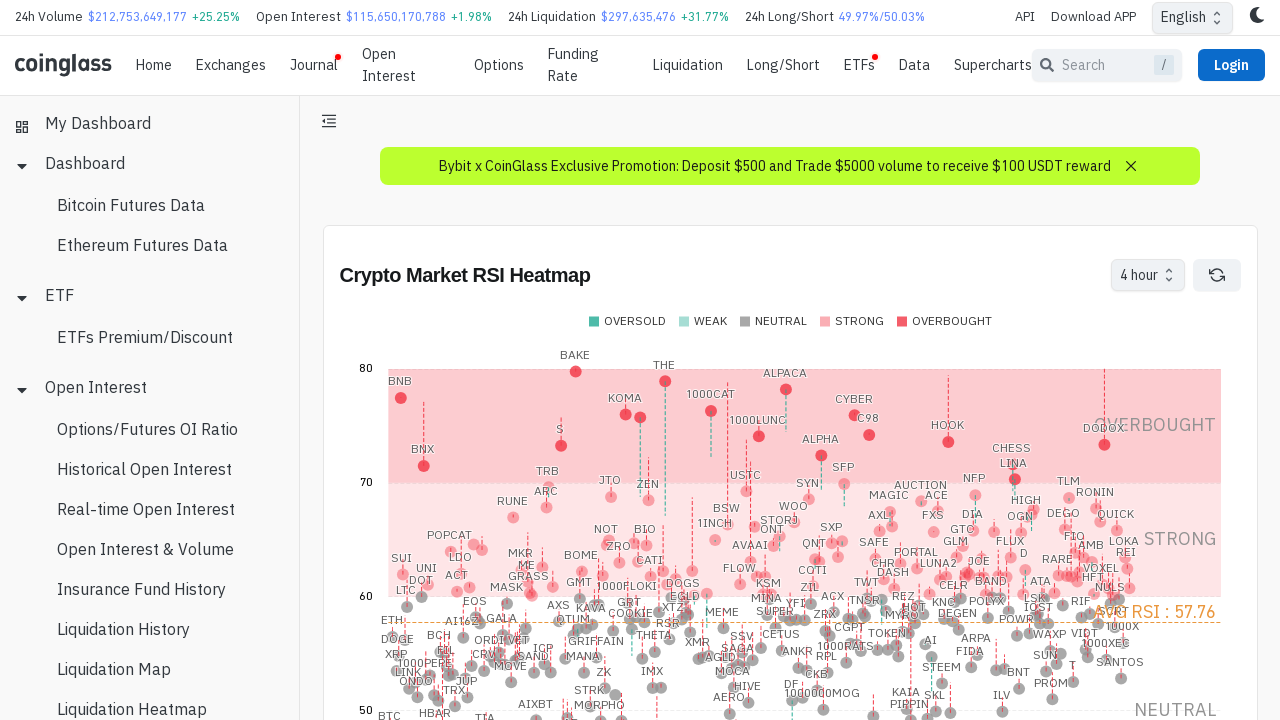 24h Volume $212,753,649,177 +25.25% Open Interest $115,650,170,788 +1.98% 24h Liquidation $297,635,476 +31.77% 24h Long/Short 49.97%/50.03% API Download APP English
coinglass Home Exchanges Journal Open Interest Options Funding Rate Liquidation Long/Short ETFs Data Supercharts Search / Login
My Dashboard
Dashboard
Bitcoin Futures Data
Ethereum Futures Data
ETF
ETFs Premium/Discount
Open Interest
Options/Futures OI Ratio
Historical Open Interest
Real-time Open Interest
Open Interest & Volume
Insurance Fund History
Liquidation History
Liquidation Map
Liquidation Heatmap
Bybit x CoinGlass Exclusive Promotion: Deposit $500 and Trade $5000 volume to receive $100 USDT reward
Crypto Market RSI Heatmap
4 hour
OVERSOLD WEAK NEUTRAL STRONG OVERBOUGHT
BAKE
THE
80
ALPACA
BNB
1000CAT
KOMA
CYBER
C98
1000LUNC
HOOK
DODOX
OVERBOUGHT
S
ALPHA
BNX
CHESS
LINA
SFP
TRB
USTC
NFP
JTO
ZEN
SYN
TLM
70
AUCTION
ARC
MAGIC
ACE
RONIN
RUNE
HIGH
BSW
WOO
AXL
FXS
DIA
OGN
DEGO
QUICK
1INCH
STORJ
NOT
BIO
ONT
SXP
GTC
POPCAT
FIO
STRONG
ZRO
AVAAI
QNT
SAFE
GLM
FLUX
LOKA
AMB
REI
LDO
MKR
BOME
PORTAL
D
SUI
CATI
CHR
LUNA2
JOE
RARE
UNI
ME
FLOW
COTI
DASH
VOXEL
ACT
GRASS
GMT
DOGS
KSM
TWT
BAND
ATA
HFT
DOT
LTC
MASK
1000FLOKI
ZIL
CELR
NULS
60
EOS
EGLD
MINA
ACX
REZ
LSK
AXS
KAVA
GRT
XTZ
YFI
TNSR
HOT
KNC
POLYX
IOST
RIF
COOKIE
MEME
SUPER
ZRX
MYRO
DEGEN
RSI : 57.76
ETH
AI16Z
GALA
RSR
CGPT
POWR
1000X
DOGE
BCH
GRIFFAIN
THETA
SSV
CETUS
TOKEN
AI
ARPA
WAXP
VIDT
1000XEC
XMR
SAGA
XRP
FIL
CRV
ICP
SAND
MANA
AGLD
ANKR
RPL
1000RATS
FIDA
SUN
1000PEPE
MOVE
ZK
IMX
MOCA
CKB
STEEM
BNT
T
SANTOS
LINK
ONDO
JUP
TRX
STRK
HIVE
DF
PROM
AIXBT
MORPHO
AERO
1000000MOG
KAIA
PIPPIN
SKL
ILV
NEUTRAL
50
BTC
HBAR
TIA